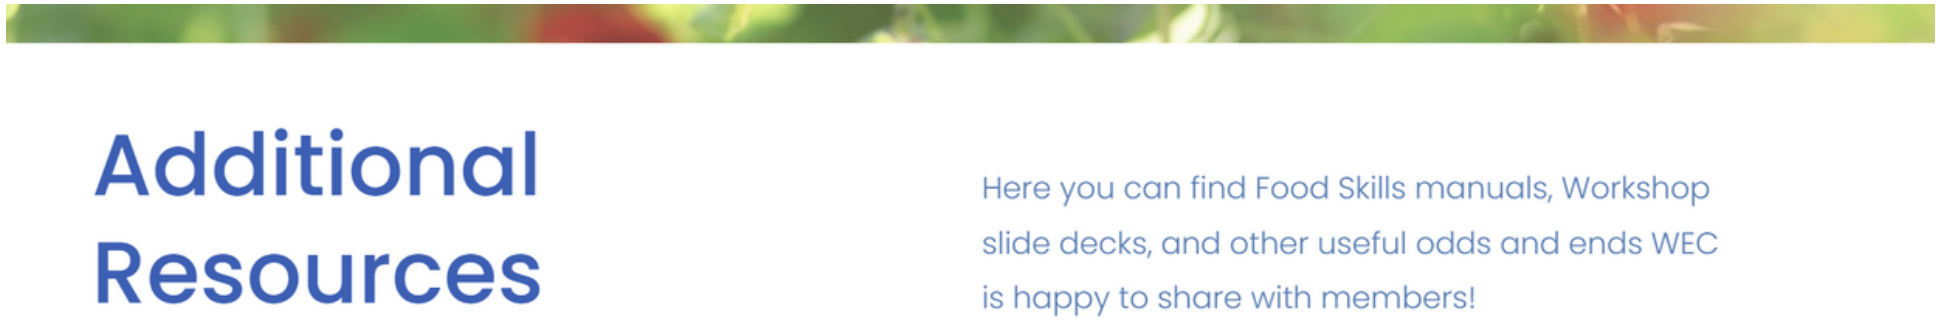 Additional
Resources
Here you can find Food Skills manuals, Workshop
slide decks, and other useful odds and ends WEC
is happy to share with members!